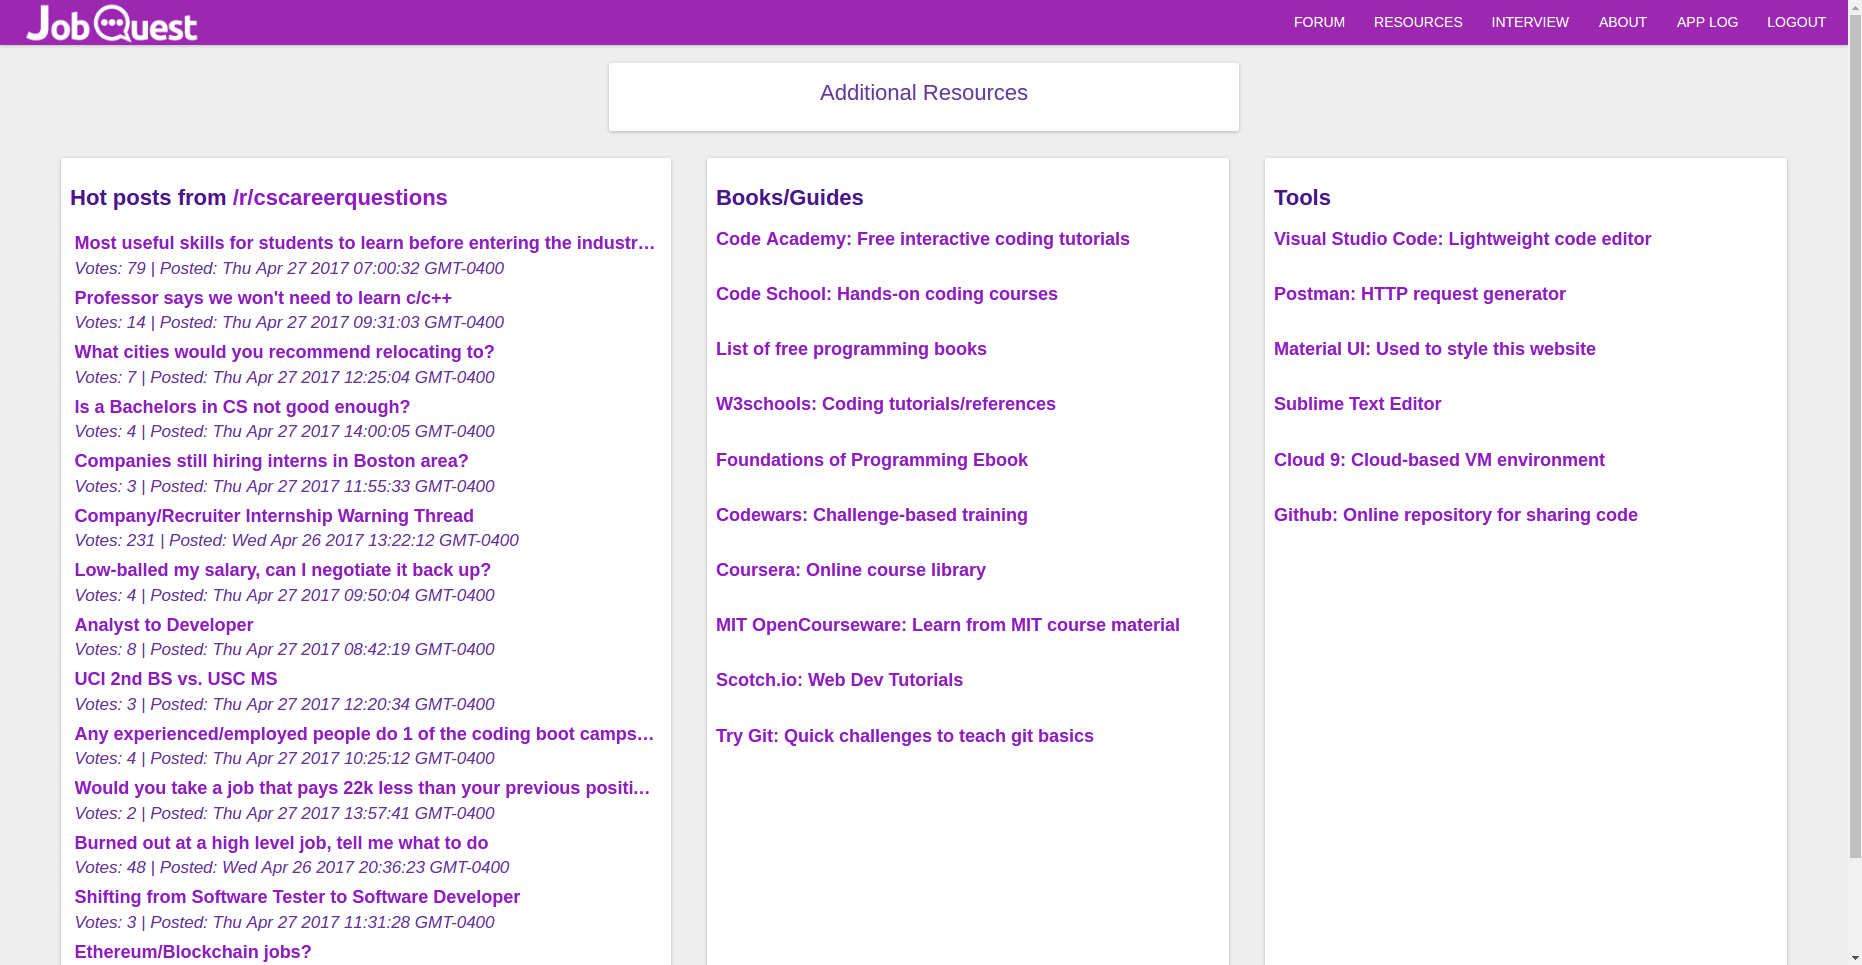 JobQuest
FORUM RESOURCES INTERVIEW ABOUT APP LOG LOGOUT
Additional Resources
Hot posts from /r/cscareerquestions
Most useful skills for students to learn before entering the industr…
Votes: 79 | Posted: Thu Apr 27 2017 07:00:32 GMT-0400
Professor says we won't need to learn c/c++
Votes: 14 | Posted: Thu Apr 27 2017 09:31:03 GMT-0400
What cities would you recommend relocating to?
Votes: 7 | Posted: Thu Apr 27 2017 12:25:04 GMT-0400
Is a Bachelors in CS not good enough?
Votes: 4 | Posted: Thu Apr 27 2017 14:00:05 GMT-0400
Companies still hiring interns in Boston area?
Votes: 3 | Posted: Thu Apr 27 2017 11:55:33 GMT-0400
Company/Recruiter Internship Warning Thread
Votes: 231 | Posted: Wed Apr 26 2017 13:22:12 GMT-0400
Low-balled my salary, can I negotiate it back up?
Votes: 4 | Posted: Thu Apr 27 2017 09:50:04 GMT-0400
Analyst to Developer
Votes: 8 | Posted: Thu Apr 27 2017 08:42:19 GMT-0400
UCI 2nd BS vs. USC MS
Votes: 3 | Posted: Thu Apr 27 2017 12:20:34 GMT-0400
Any experienced/employed people do 1 of the coding boot camps…
Votes: 4 | Posted: Thu Apr 27 2017 10:25:12 GMT-0400
Would you take a job that pays 22k less than your previous positi…
Votes: 2 | Posted: Thu Apr 27 2017 13:57:41 GMT-0400
Burned out at a high level job, tell me what to do
Votes: 48 | Posted: Wed Apr 26 2017 20:36:23 GMT-0400
Shifting from Software Tester to Software Developer
Votes: 3 | Posted: Thu Apr 27 2017 11:31:28 GMT-0400
Ethereum/Blockchain jobs?
Books/Guides
Code Academy: Free interactive coding tutorials
Code School: Hands-on coding courses
List of free programming books
W3schools: Coding tutorials/references
Foundations of Programming Ebook
Codewars: Challenge-based training
Coursera: Online course library
MIT OpenCourseware: Learn from MIT course material
Scotch.io: Web Dev Tutorials
Try Git: Quick challenges to teach git basics
Tools
Visual Studio Code: Lightweight code editor
Postman: HTTP request generator
Material UI: Used to style this website
Sublime Text Editor
Cloud 9: Cloud-based VM environment
Github: Online repository for sharing code